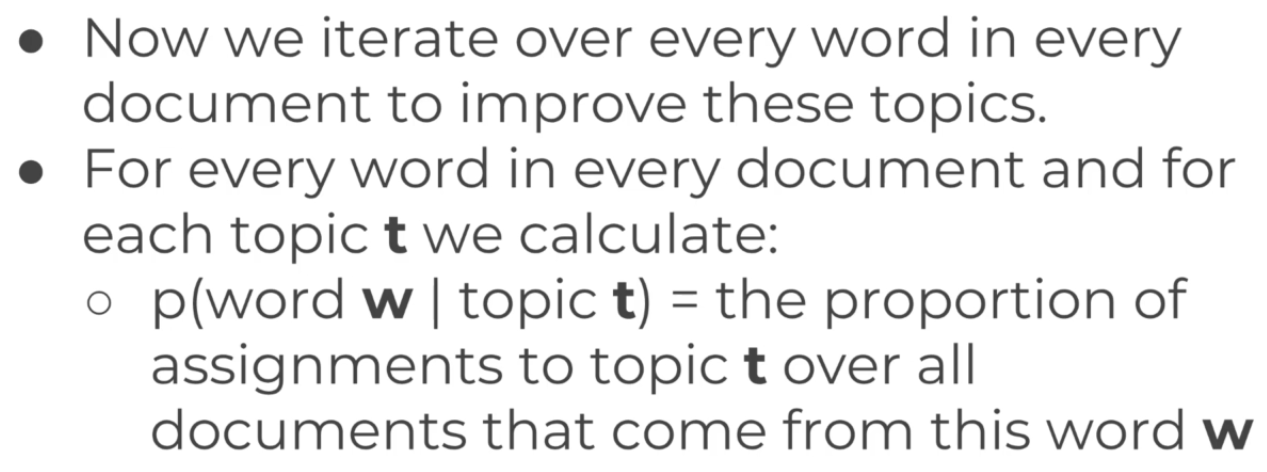 ● Now we iterate over every word in every
document to improve these topics.
● For every word in every document and for
each topic t we calculate:
○ p(word w | topic t) = the proportion of
assignments to topic t over all
documents that come from this word w